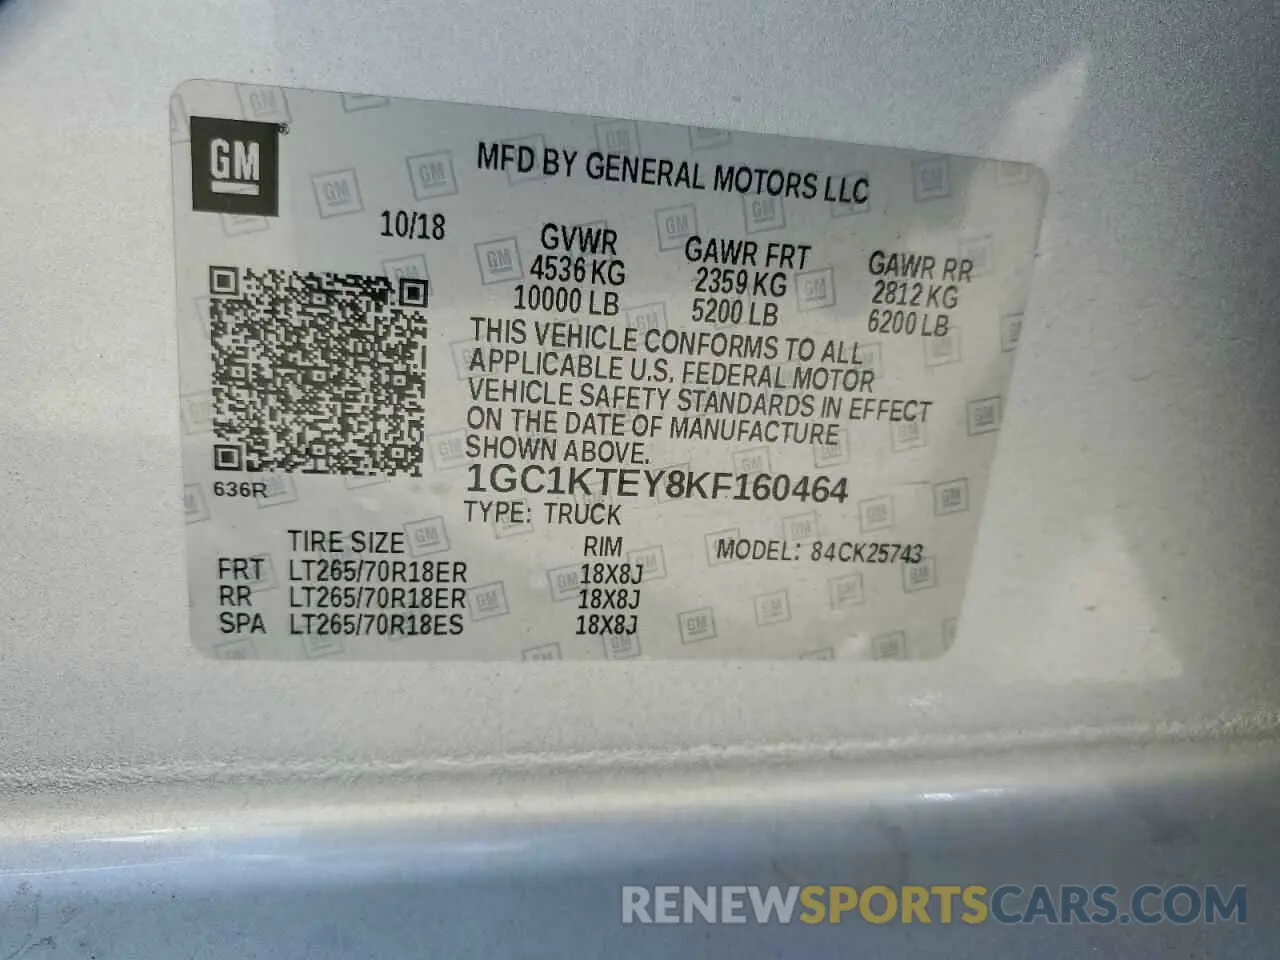 GM
MFD BY GENERAL MOTORS LLC
10/18
GVWR GAWR FRT GAWR RR
4536 KG 2359 KG 2812 KG
10000 LB 5200 LB 6200 LB
THIS VEHICLE CONFORMS TO ALL
APPLICABLE U.S. FEDERAL MOTOR
VEHICLE SAFETY STANDARDS IN EFFECT
ON THE DATE OF MANUFACTURE
SHOWN ABOVE.
636R
1GC1KTEY8KF160464
TYPE: TRUCK
TIRE SIZE RIM MODEL: 84CK25743
FRT LT265/70R18ER 18X8J
RR LT265/70R18ER 18X8J
SPA LT265/70R18ES 18X8J
RENEWSPORTSCARS.COM